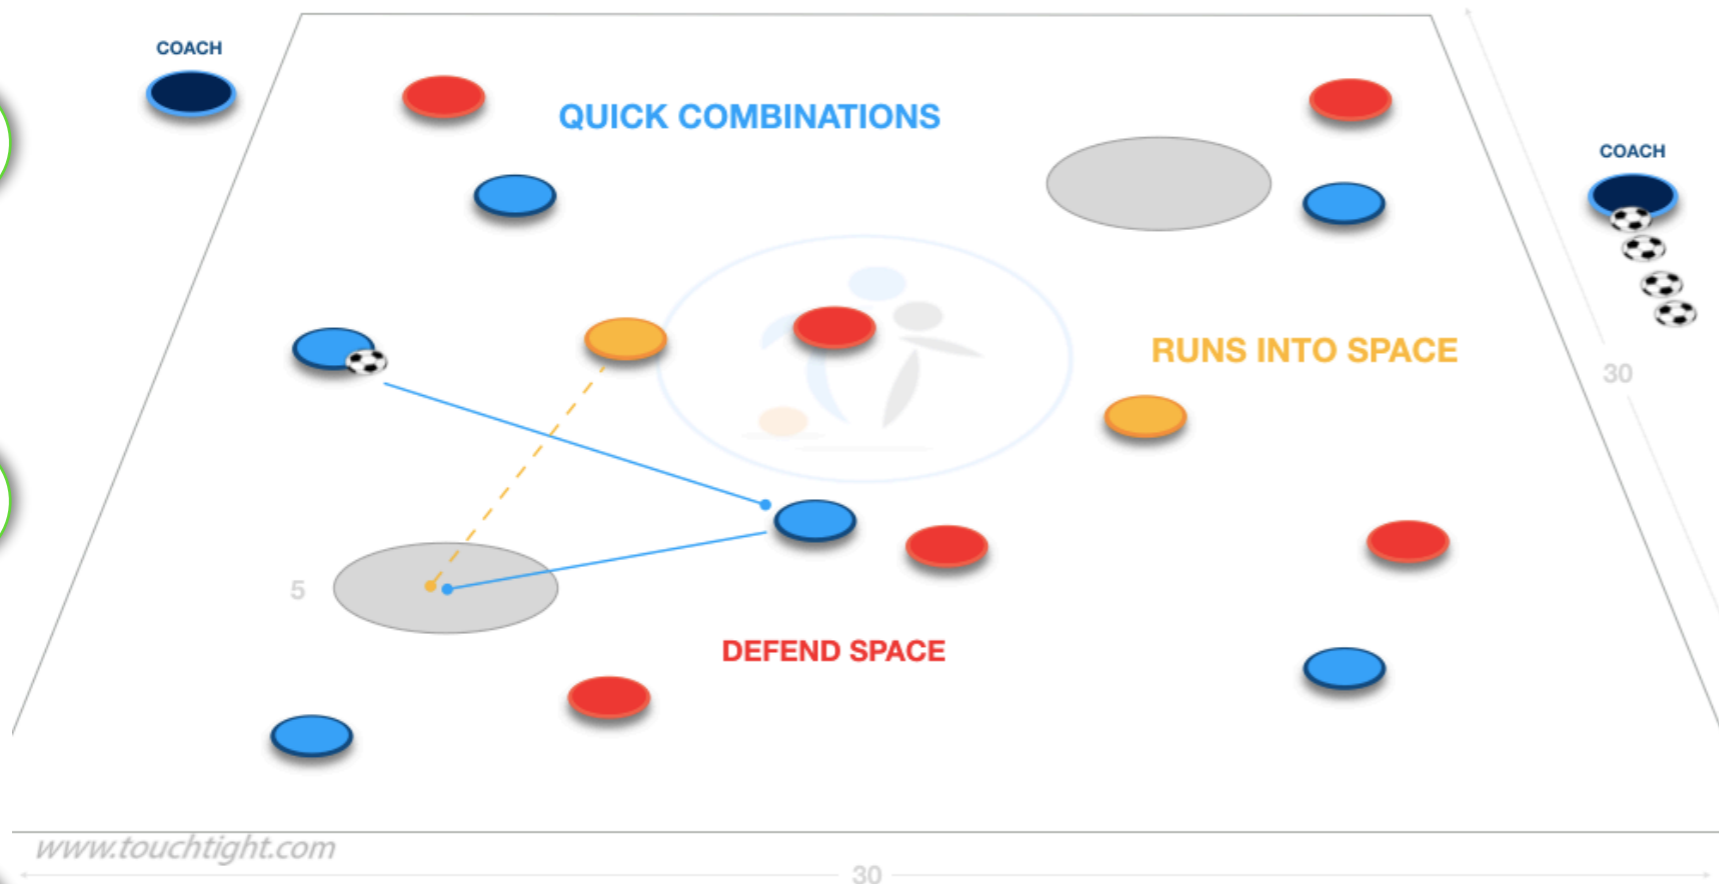 COACH
QUICK COMBINATIONS
COACH
RUNS INTO SPACE
30
5
DEFEND SPACE
www.touchtight.com
30